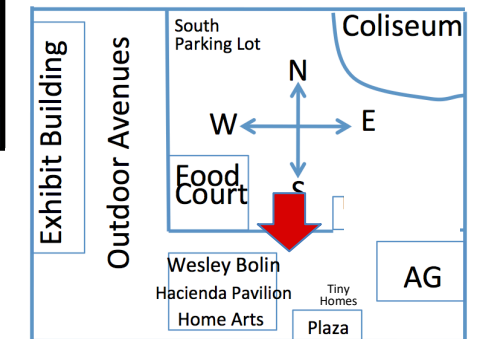 South
Parking Lot
Coliseum
Exhibit Building
Outdoor Avenues
N
W
E
S
Food
Court
Wesley Bolin
Hacienda Pavilion
Home Arts
Tiny
Homes
Plaza
AG